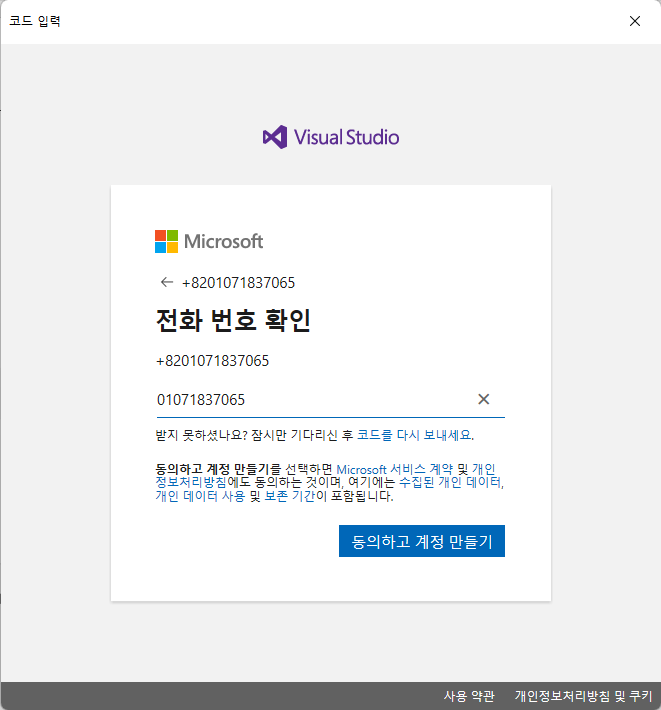 코드 입력
Visual Studio
Microsoft
+8201071837065
전화 번호 확인
+8201071837065
01071837065
받지 못하셨나요? 잠시만 기다리신 후 코드를 다시 보내세요.
동의하고 계정 만들기를 선택하면 Microsoft 서비스 계약 및 개인
정보처리방침에도 동의하는 것이며, 여기에는 수집된 개인 데이터,
개인 데이터 사용 및 보존 기간이 포함됩니다.
동의하고 계정 만들기
사용 약관 개인정보처리방침 및 쿠키